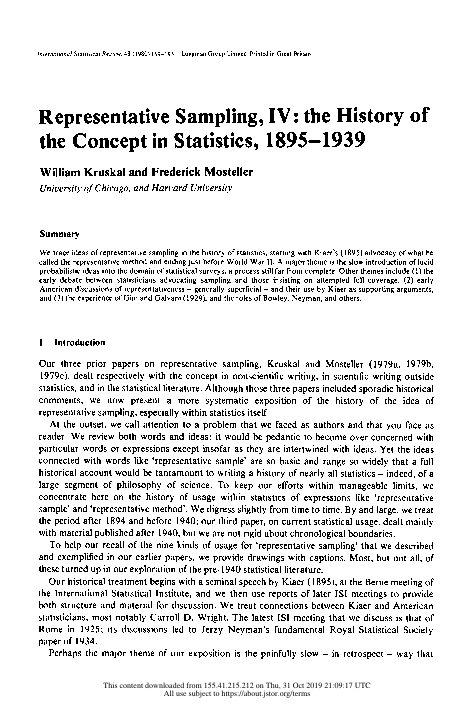 International Statistical Review, 48 (1980) 169–195 Longman Group Limited/Printed in Great Britain
Representative Sampling, IV: the History of
the Concept in Statistics, 1895–1939
William Kruskal and Frederick Mosteller
University of Chicago, and Harvard University
Summary
We trace ideas of representative sampling in the history of statistics, starting with Kiaer's (1895) advocacy of what he
called the representative method and ending just before World War II. A major theme is the slow introduction of lucid
probabilistic ideas into the domain of statistical surveys, a process still far from complete. Other themes include (1) the
early debate between statisticians advocating sampling and those insisting on attempted full coverage, (2) early
American discussions of representativeness – generally superficial – and their use by Kiaer as supporting arguments,
and (3) the experience of Gini and Galvani (1929), and the roles of Bowley, Neyman, and others.
1 Introduction
Our three prior papers on representative sampling, Kruskal and Mosteller (1979a, 1979b,
1979c), dealt respectively with the concept in nonscientific writing, in scientific writing outside
statistics, and in the statistical literature. Although those three papers included sporadic historical
comments, we now present a more systematic exposition of the history of the idea of
representative sampling, especially within statistics itself
At the outset, we call attention to a problem that we faced as authors and that you face as
reader. We review both words and ideas; it would be pedantic to become over concerned with
particular words or expressions except insofar as they are intertwined with ideas. Yet the ideas
connected with words like 'representative sample' are so basic and range so widely that a full
historical account would be tantamount to writing a history of nearly all statistics – indeed, of a
large segment of philosophy of science. To keep our efforts within manageable limits, we
concentrate here on the history of usage within statistics of expressions like 'representative
sample' and 'representative method'. We digress slightly from time to time. By and large, we treat
the period after 1894 and before 1940; our third paper, on current statistical usage, dealt mainly
with material published after 1940, but we are not rigid about chronological boundaries.
To help our recall of the nine kinds of usage for 'representative sampling' that we described
and exemplified in our earlier papers, we provide drawings with captions. Most, but not all, of
these turned up in our exploration of the pre-1940 statistical literature.
Our historical treatment begins with a seminal speech by Kiaer (1895), at the Berne meeting of
the International Statistical Institute, and we then use reports of later ISI meetings to provide
both structure and material for discussion. We treat connections between Kiaer and American
statisticians, most notably Carroll D. Wright. The latest ISI meeting that we discuss is that of
Rome in 1925; its discussions led to Jerzy Neyman's fundamental Royal Statistical Society
paper of 1934.
Perhaps the major theme of our exposition is the painfully slow – in retrospect – way that
This content downloaded from 155.41.215.212 on Thu, 31 Oct 2019 21:09:17 UTC
All use subject to https://about.jstor.org/terms